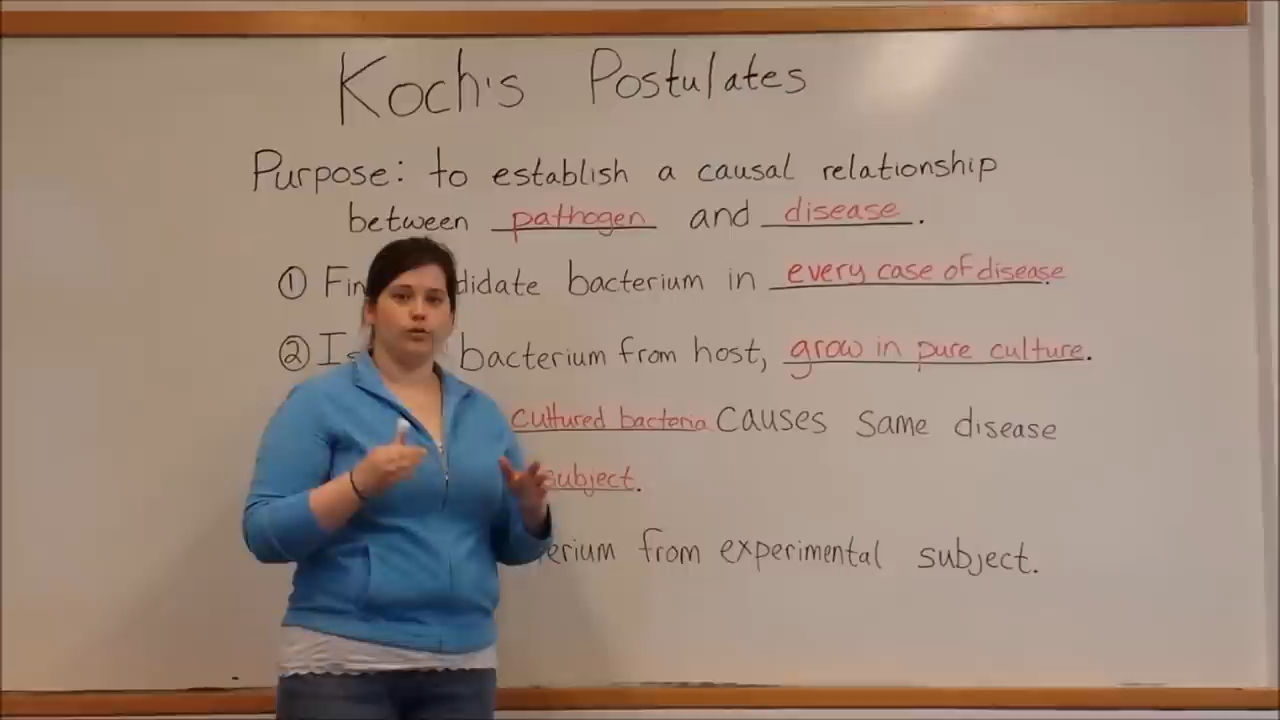 Koch's Postulates
Purpose: to establish a causal relationship
between pathogen and disease.
① Fin didate bacterium in every case of disease.
② Is bacterium from host, grow in pure culture.
cultured bacteria causes same disease
subject.
erium from experimental subject.